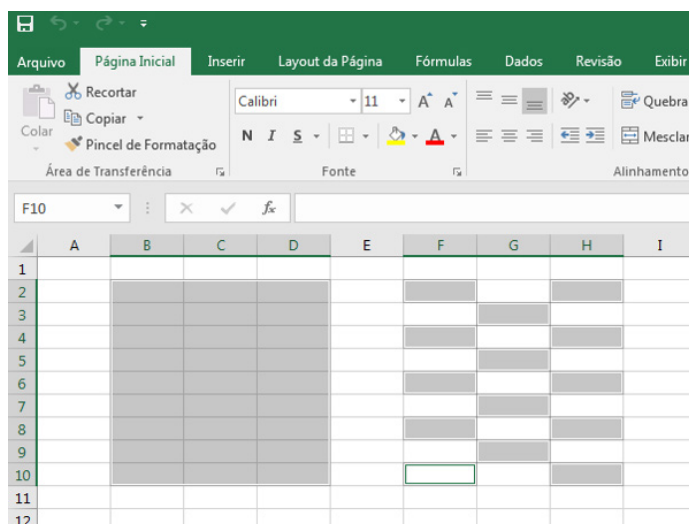 Arquivo Página Inicial Inserir Layout da Página Fórmulas Dados Revisão Exibir
Colar
Recortar
Copiar
Pincel de Formatação
Área de Transferência
Calibri 11 A A
N I S A
Fonte
Quebra
Mesclar
Alinhamento
F10 fx
A B C D E F G H I
1
2
3
4
5
6
7
8
9
10
11
12